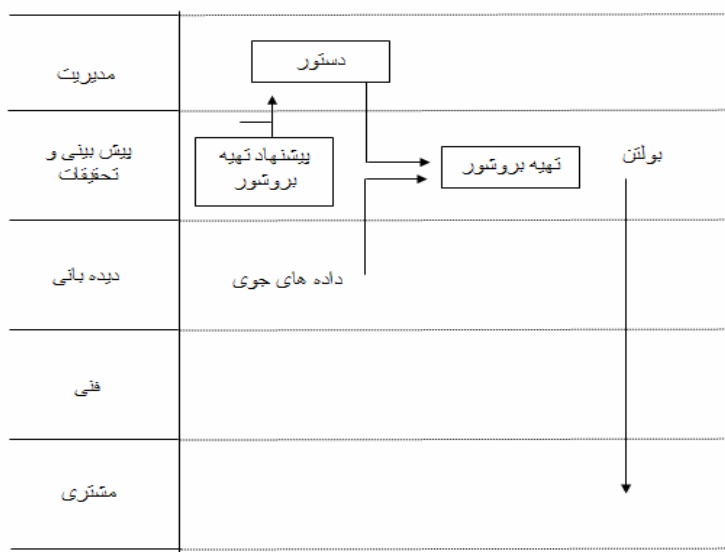 مدیریت
دستور
پیش بینی و
تحقیقات
پیشنهاد تهیه
بروشور
تهیه بروشور
بولتن
دیده بانی
داده های جوی
فنی
مشتری